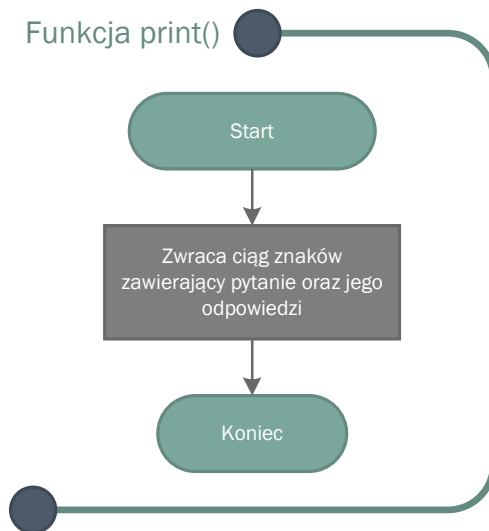 Funkcja print()
Start
Zwraca ciąg znaków
zawierający pytanie oraz jego
odpowiedzi
Koniec